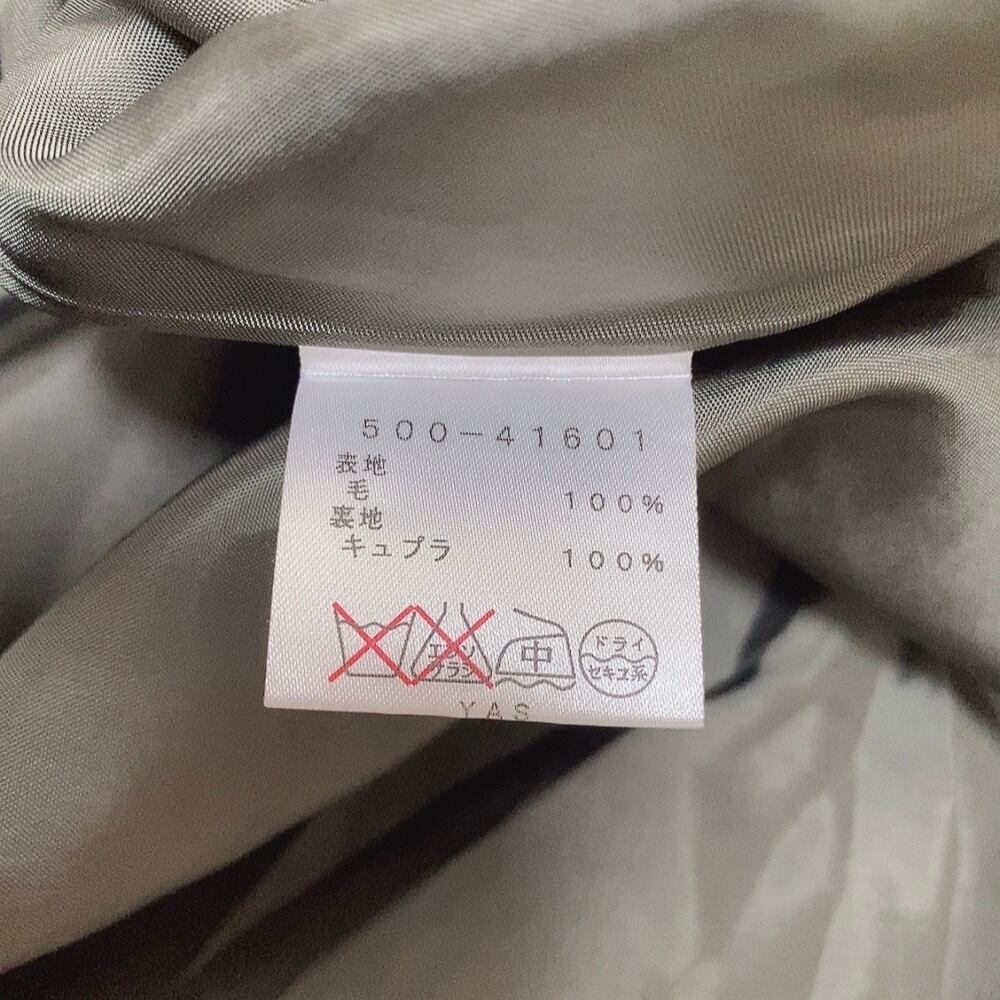 500-41601
表地
毛 100%
裏地
キュプラ 100%
エンソ
サラシ
中
ドライ
セキユ系
YAS